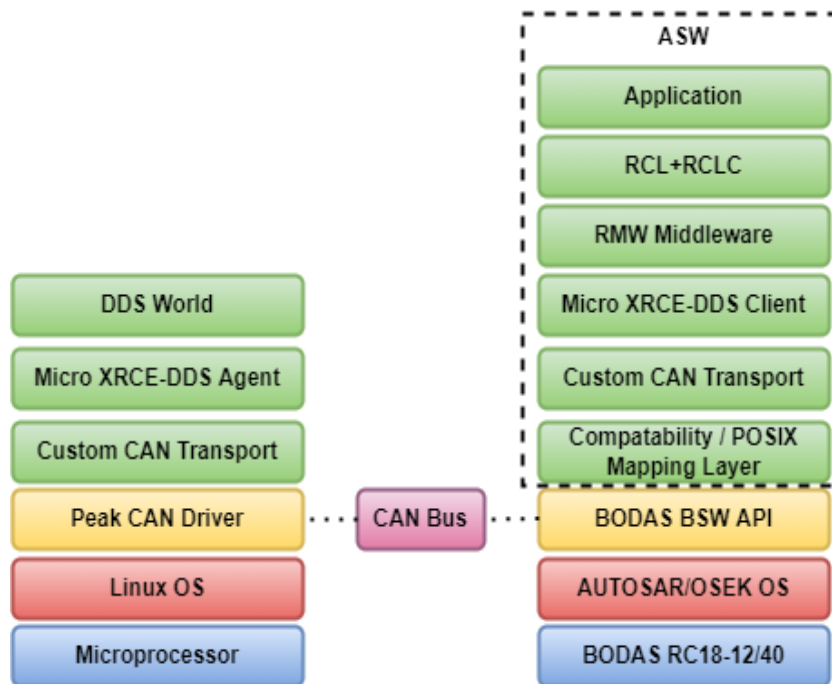 ASW
Application
RCL+RCLC
RMW Middleware
DDS World
Micro XRCE-DDS Client
Micro XRCE-DDS Agent
Custom CAN Transport
Custom CAN Transport
Compatability / POSIX
Mapping Layer
Peak CAN Driver
CAN Bus
BODAS BSW API
Linux OS
AUTOSAR/OSEK OS
Microprocessor
BODAS RC18-12/40